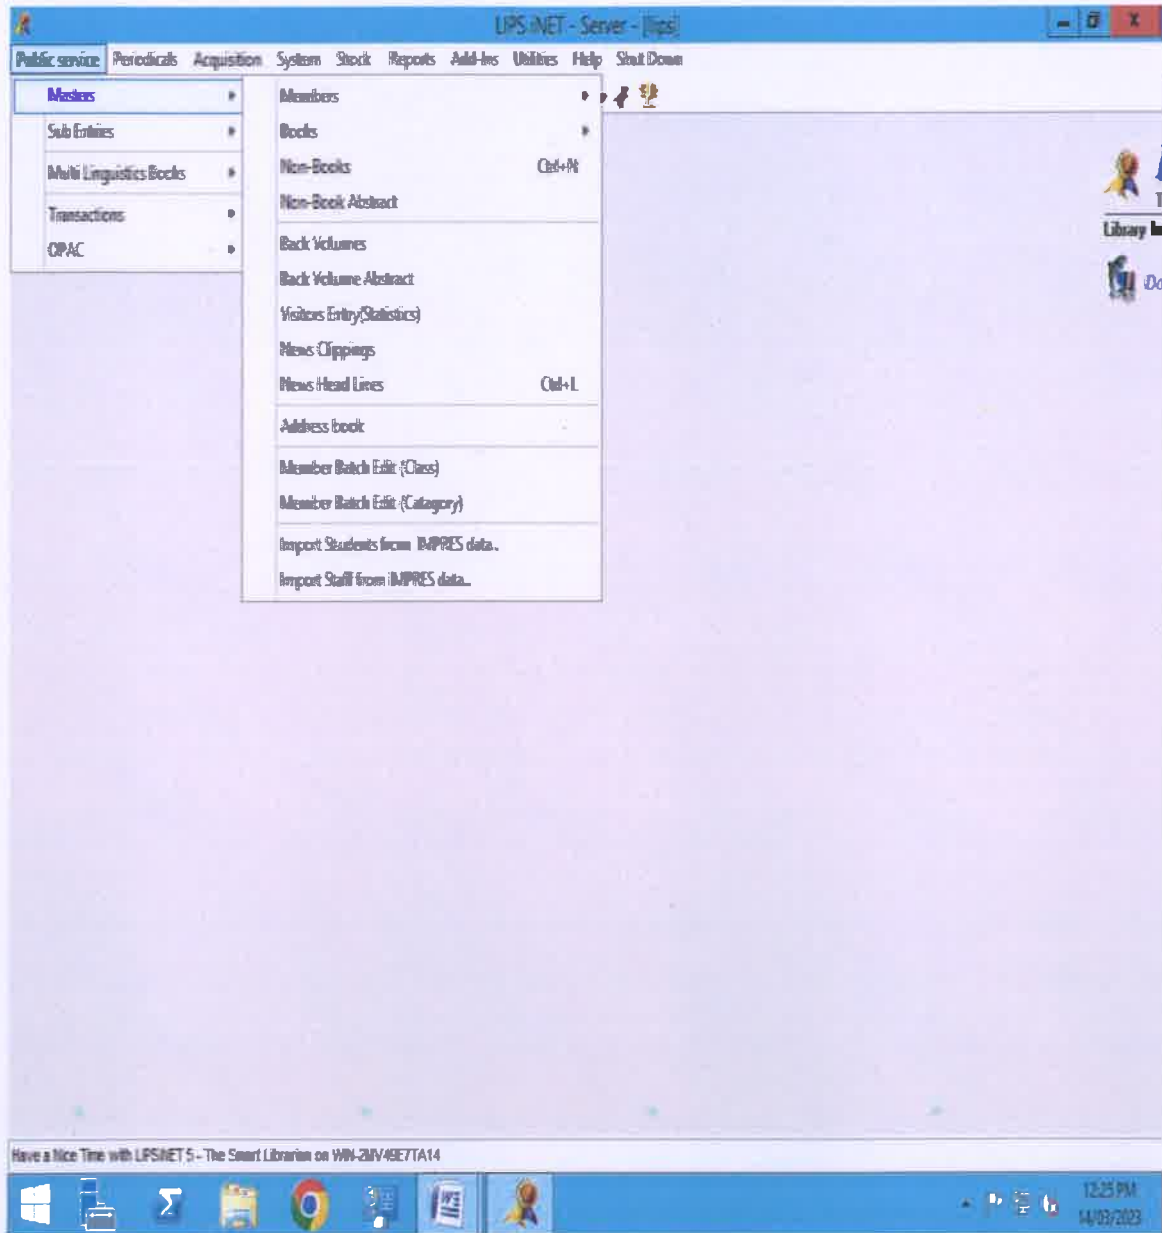 LIPS iNET - Server - [lips]
Public service Periodicals Acquisition System Stock Reports Add-Ins Utilities Help Shut Down
Masters
Sub Entries
Multi Linguistics Books
Transactions
OPAC
Members
Books
Non-Books Ctrl+N
Non-Book Abstract
Back Volumes
Back Volume Abstract
Visitors Entry(Statistics)
News Clippings
News Head Lines Ctrl+L
Address book
Member Batch Edit (Class)
Member Batch Edit (Catagory)
Import Students from IMPRES data..
Import Staff from iMPRES data...
Library
Have a Nice Time with LIPSiNET 5 - The Smart Librarian on WIN-2MV49E7TA14
12:25 PM
14/03/2023